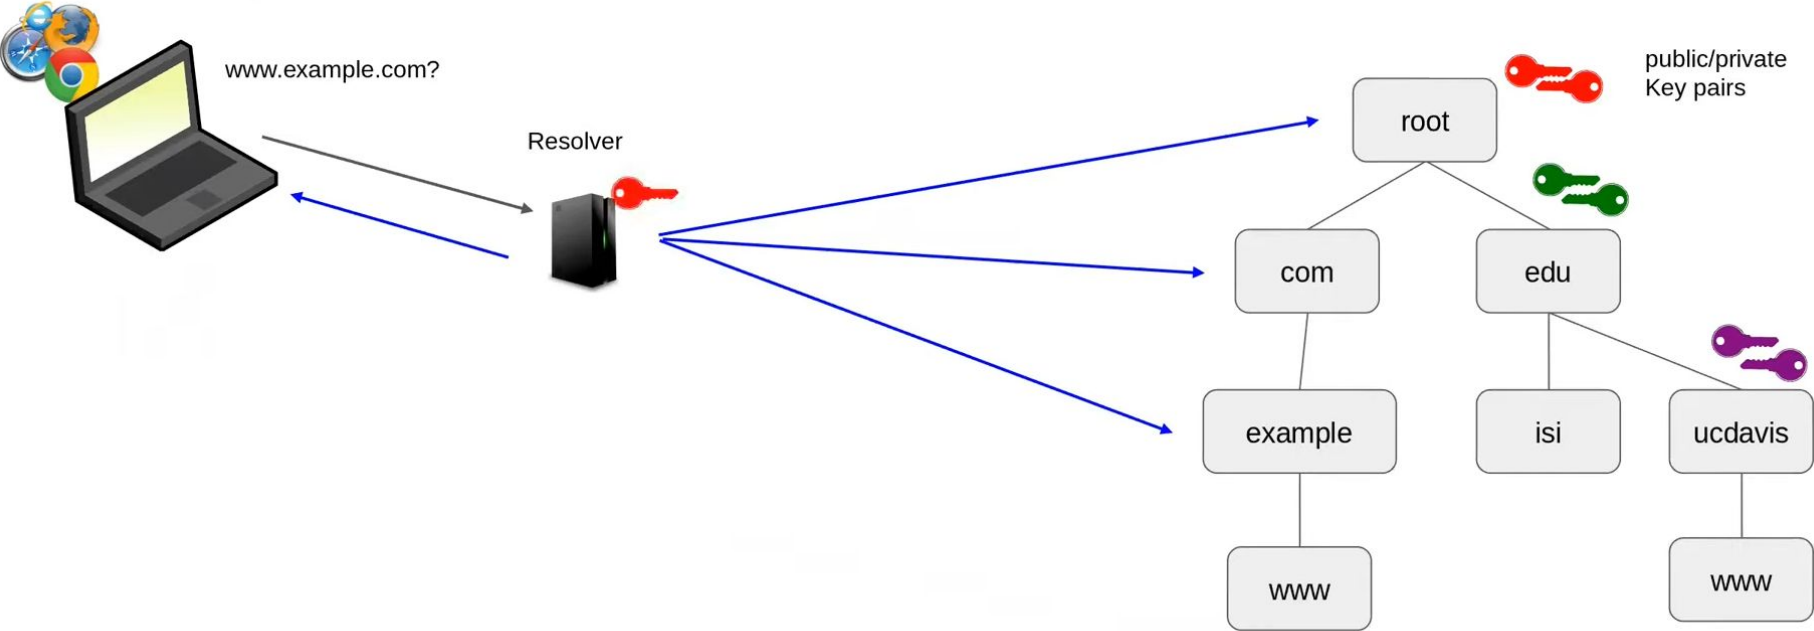 www.example.com?
Resolver
public/private
Key pairs
root
com
edu
example
isi
ucdavis
www
www